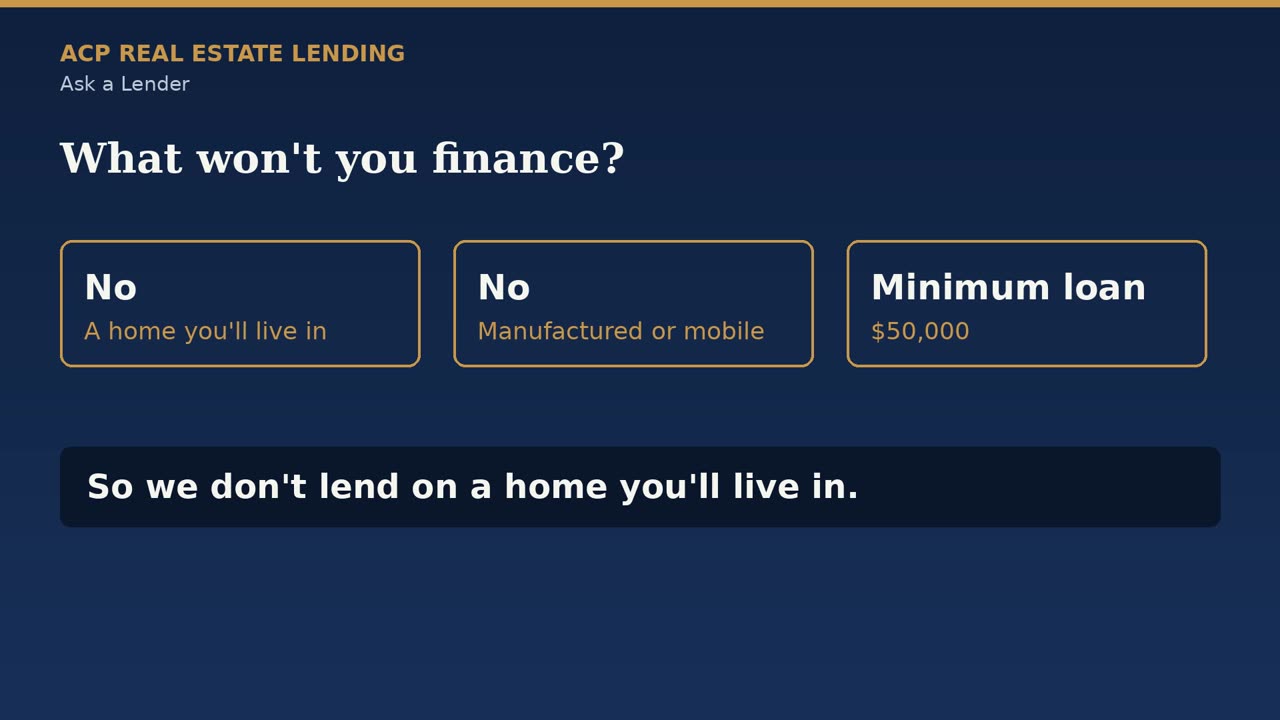 ACP REAL ESTATE LENDING
Ask a Lender
What won't you finance?
No
A home you'll live in
No
Manufactured or mobile
Minimum loan
$50,000
So we don't lend on a home you'll live in.